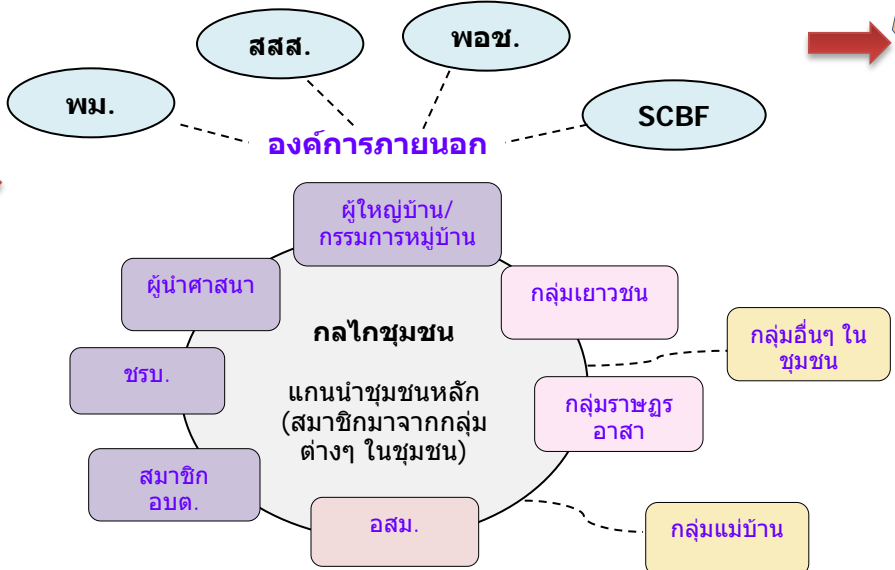 สสส.
พอช.
พม.
SCBF
องค์การภายนอก
ผู้ใหญ่บ้าน/
กรรมการหมู่บ้าน
ผู้นำศาสนา
กลุ่มเยาวชน
กลไกชุมชน
กลุ่มอื่นๆ ใน
ชุมชน
ชรบ.
แกนนำชุมชนหลัก
(สมาชิกมาจากกลุ่ม
ต่างๆ ในชุมชน)
กลุ่มราษฎร
อาสา
สมาชิก
อบต.
อสม.
กลุ่มแม่บ้าน